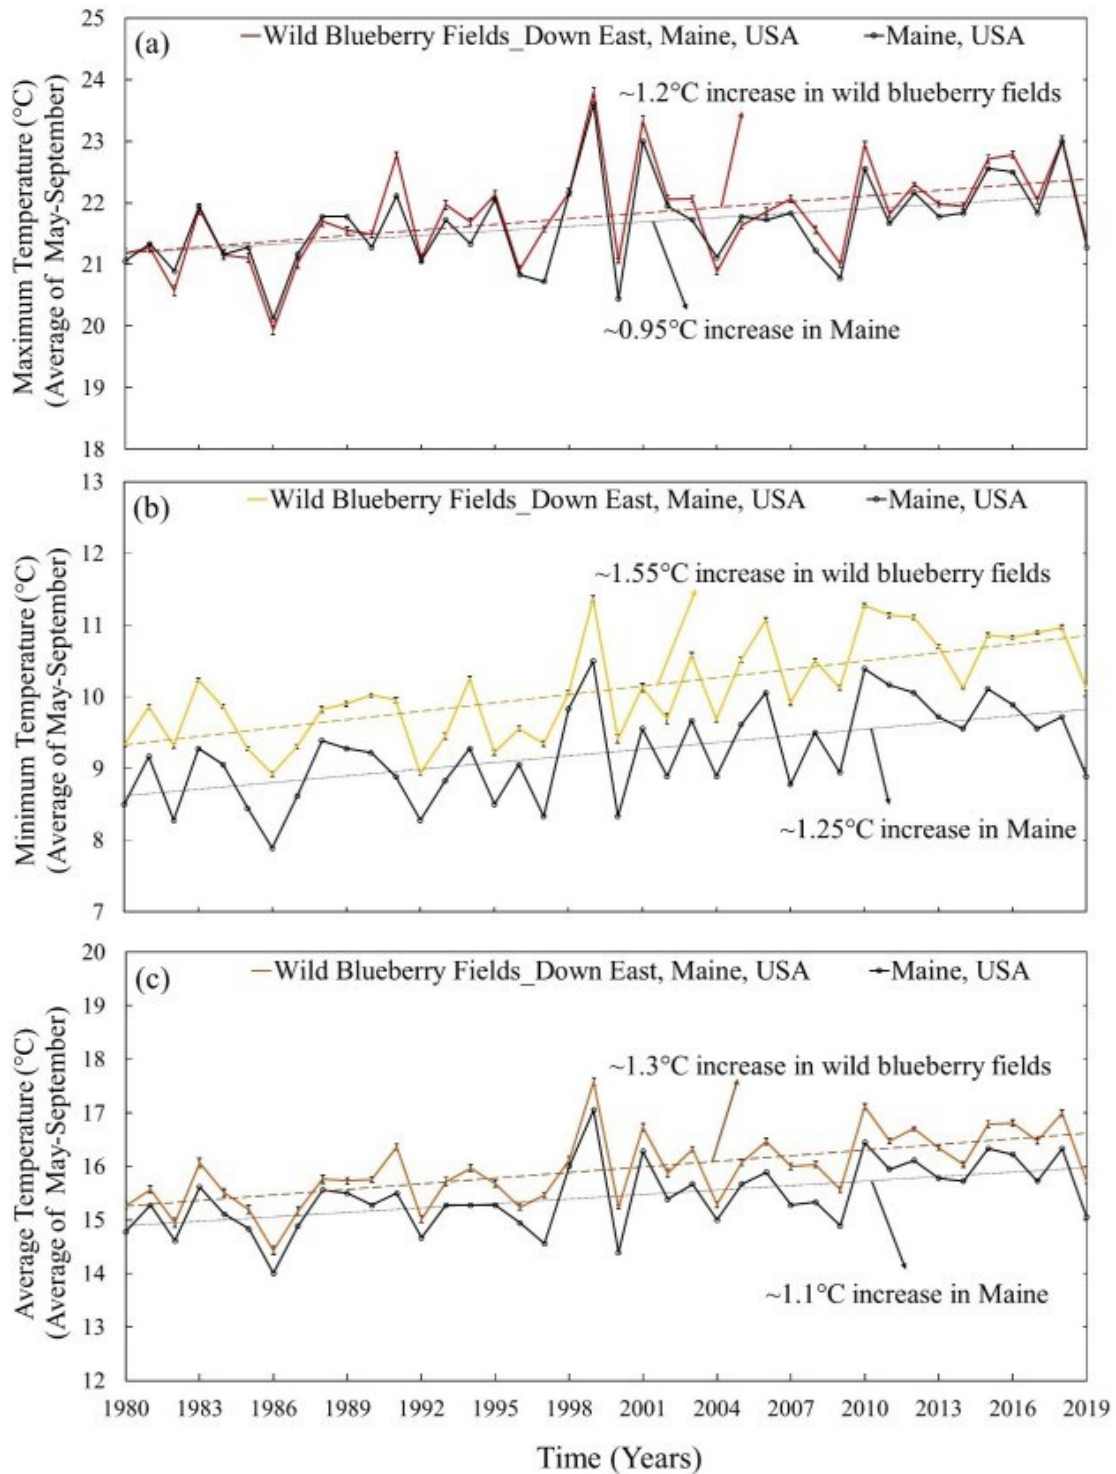 25
(a)
Wild Blueberry Fields_Down East, Maine, USA
Maine, USA
24
~1.2°C increase in wild blueberry fields
23
22
21
20
~0.95°C increase in Maine
19
18
Maximum Temperature (°C)
(Average of May-September)
13
(b)
Wild Blueberry Fields_Down East, Maine, USA
Maine, USA
12
~1.55°C increase in wild blueberry fields
11
10
9
8
~1.25°C increase in Maine
7
Minimum Temperature (°C)
(Average of May-September)
20
(c)
Wild Blueberry Fields_Down East, Maine, USA
Maine, USA
19
18
~1.3°C increase in wild blueberry fields
17
16
15
14
~1.1°C increase in Maine
13
12
Average Temperature (°C)
(Average of May-September)
1980 1983 1986 1989 1992 1995 1998 2001 2004 2007 2010 2013 2016 2019
Time (Years)